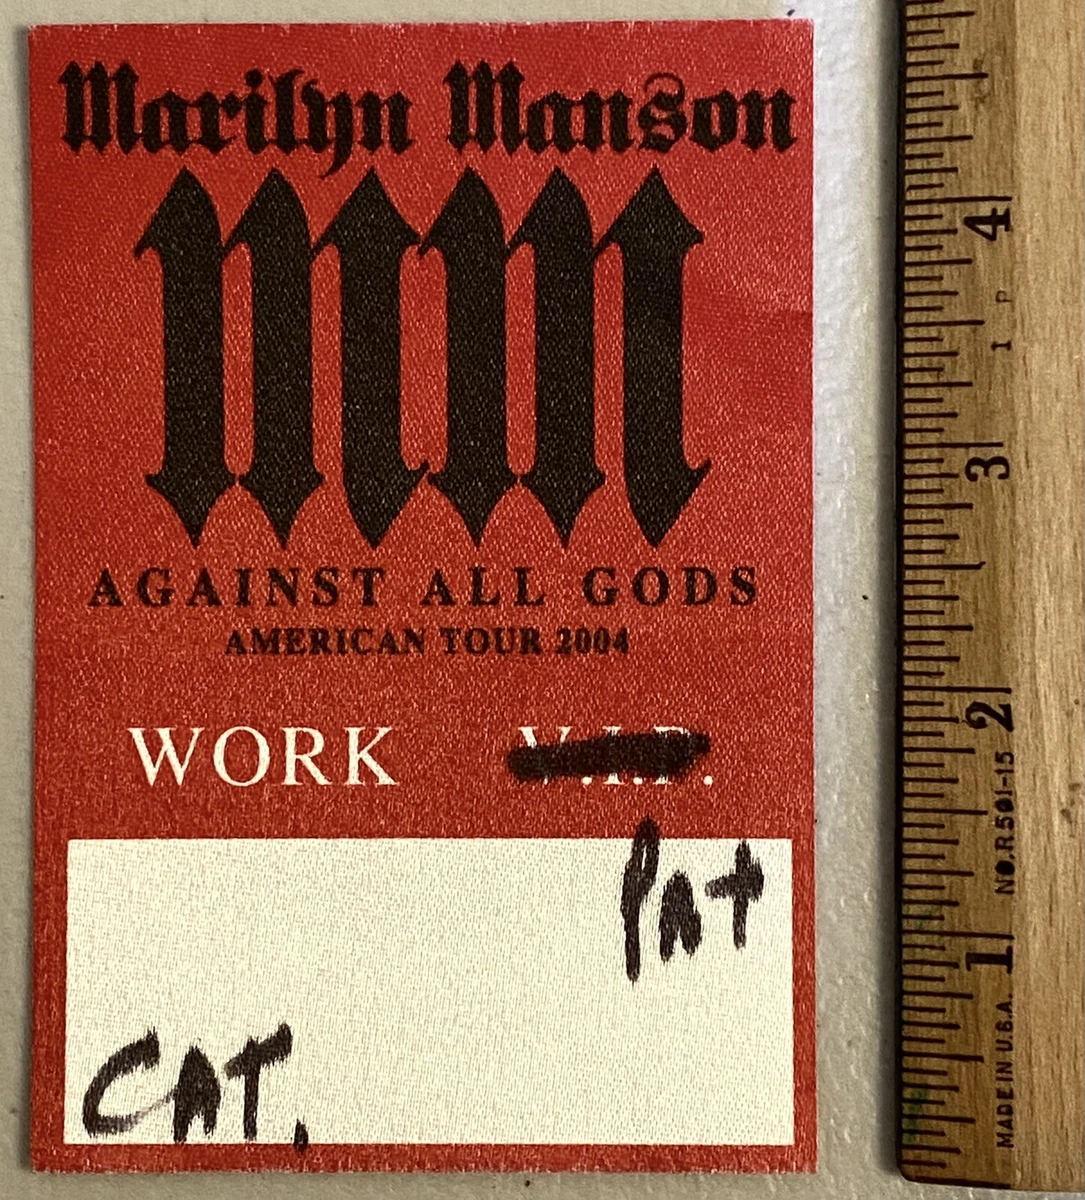 Marilyn Manson
mm
AGAINST ALL GODS
AMERICAN TOUR 2004
WORK V.I.P.
PAT
CAT.
4
3
2
1
1 P
NO.R501-15
MADE IN U.S.A.